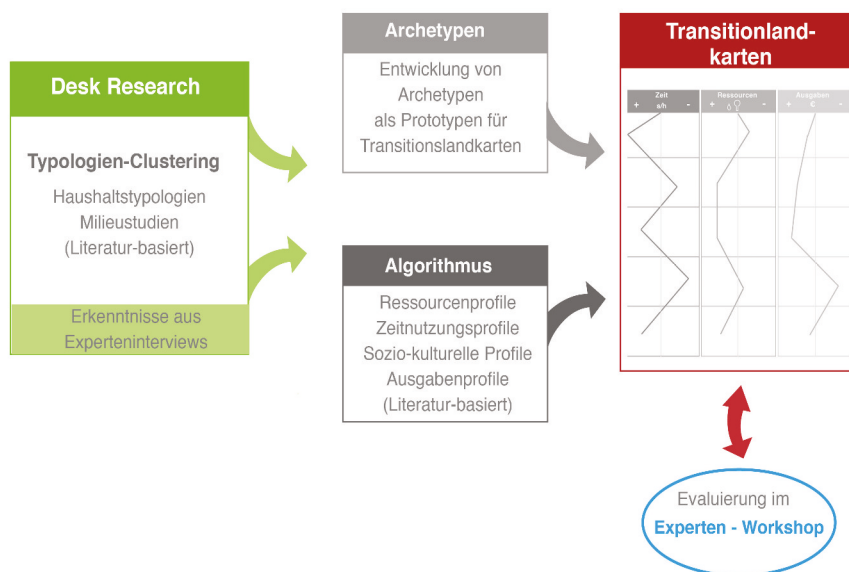 Desk Research
Typologien-Clustering
Haushaltstypologien
Milieustudien
(Literatur-basiert)
Erkenntnisse aus
Experteninterviews
Archetypen
Entwicklung von
Archetypen
als Prototypen für
Transitionslandkarten
Algorithmus
Ressourcenprofile
Zeitnutzungsprofile
Sozio-kulturelle Profile
Ausgabenprofile
(Literatur-basiert)
Transitionland-
karten
Zeit
+ a/h -
Ressourcen
+ -
Ausgaben
+ € -
Evaluierung im
Experten - Workshop